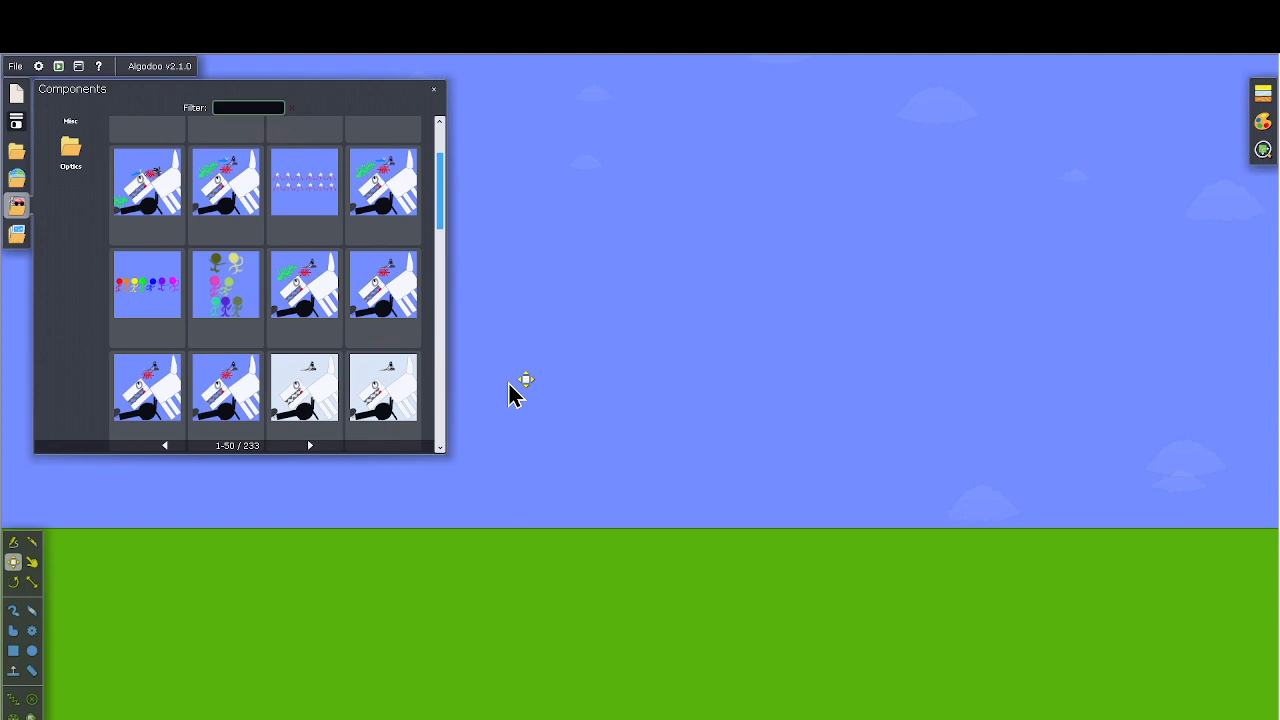 File ? Algodoo v2.1.0
Components
Filter:
Misc
Optics
1-50 / 233